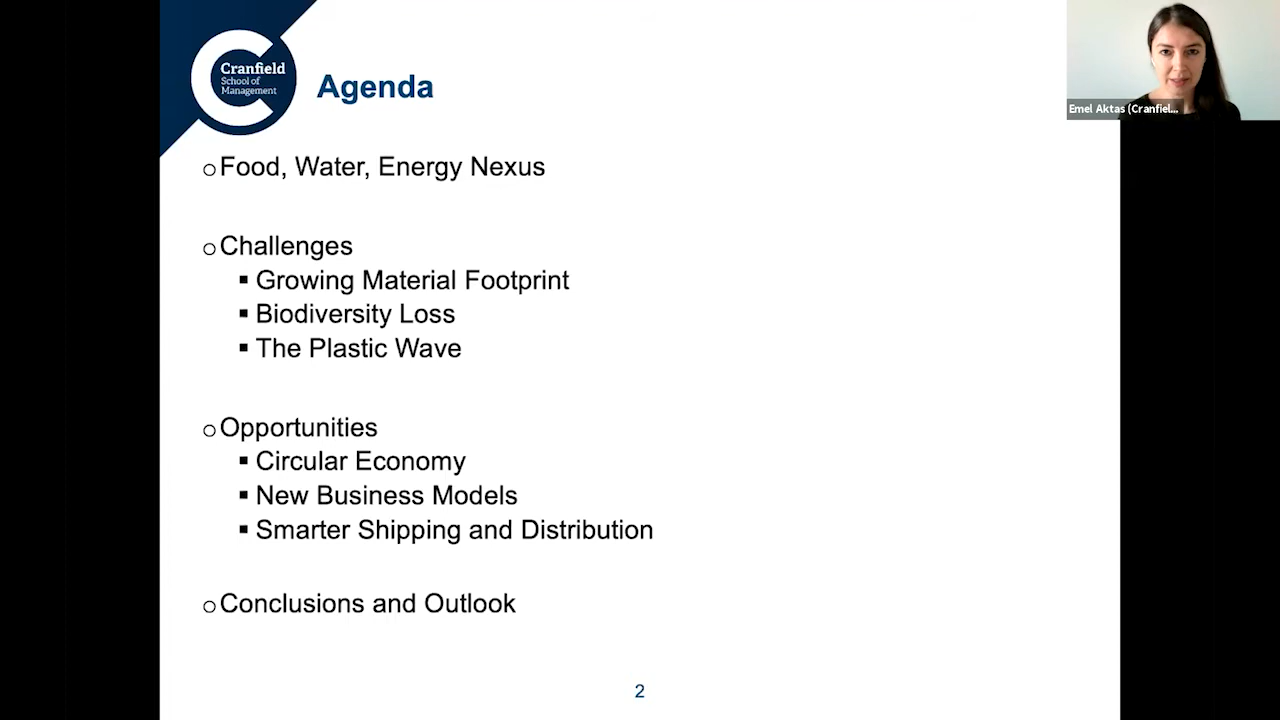 Cranfield
School of
Management
Agenda
Emel Aktas (Cranfiel...
Food, Water, Energy Nexus
Challenges
Growing Material Footprint
Biodiversity Loss
The Plastic Wave
Opportunities
Circular Economy
New Business Models
Smarter Shipping and Distribution
Conclusions and Outlook
2